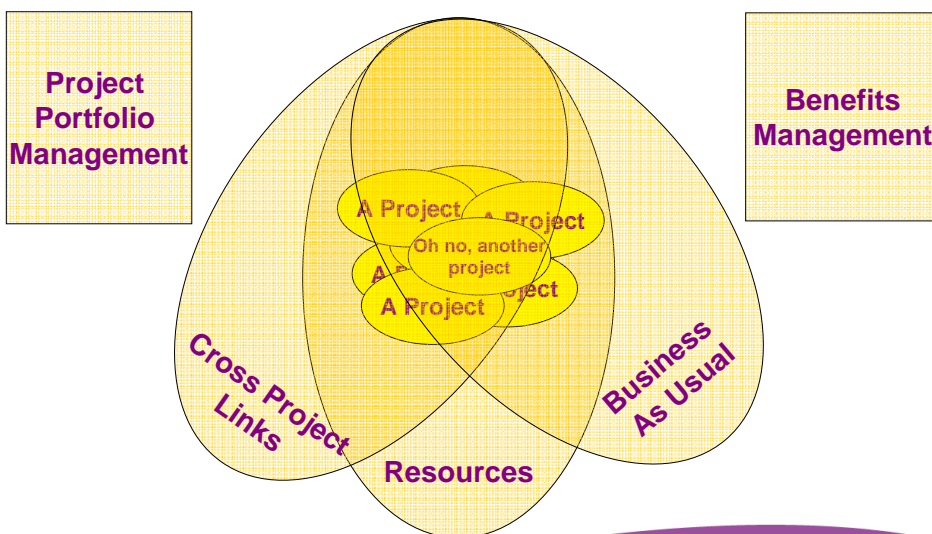 Project
Portfolio
Management
Benefits
Management
A Project
A Project
Oh no, another
project
A
oject
A Project
Cross Project
Links
Business
As Usual
Resources